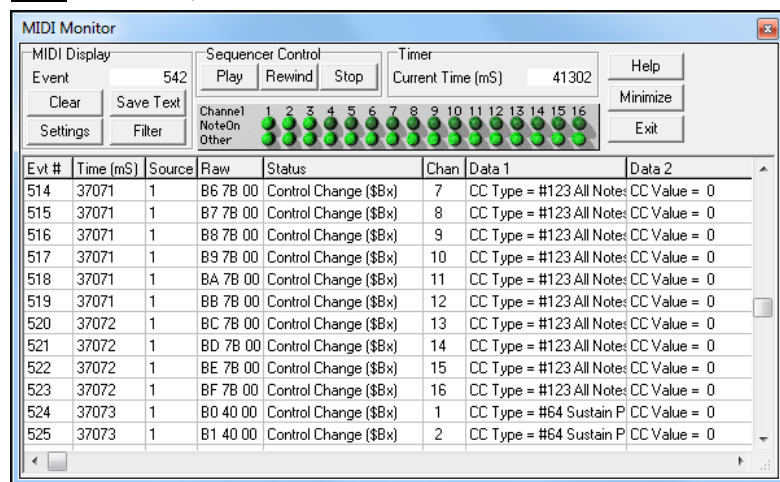 MIDI Monitor
MIDI Display
Event 542
Clear Save Text
Settings Filter
Sequencer Control
Play Rewind Stop
Timer
Current Time (mS) 41302
Help
Minimize
Exit
Channel 1 2 3 4 5 6 7 8 9 10 11 12 13 14 15 16
NoteOn
Other
Evt # Time (mS) Source Raw Status Chan Data 1 Data 2
514 37071 1 B6 7B 00 Control Change ($Bx) 7 CC Type = #123 All Notes CC Value = 0
515 37071 1 B7 7B 00 Control Change ($Bx) 8 CC Type = #123 All Notes CC Value = 0
516 37071 1 B8 7B 00 Control Change ($Bx) 9 CC Type = #123 All Notes CC Value = 0
517 37071 1 B9 7B 00 Control Change ($Bx) 10 CC Type = #123 All Notes CC Value = 0
518 37071 1 BA 7B 00 Control Change ($Bx) 11 CC Type = #123 All Notes CC Value = 0
519 37071 1 BB 7B 00 Control Change ($Bx) 12 CC Type = #123 All Notes CC Value = 0
520 37072 1 BC 7B 00 Control Change ($Bx) 13 CC Type = #123 All Notes CC Value = 0
521 37072 1 BD 7B 00 Control Change ($Bx) 14 CC Type = #123 All Notes CC Value = 0
522 37072 1 BE 7B 00 Control Change ($Bx) 15 CC Type = #123 All Notes CC Value = 0
523 37072 1 BF 7B 00 Control Change ($Bx) 16 CC Type = #123 All Notes CC Value = 0
524 37073 1 B0 40 00 Control Change ($Bx) 1 CC Type = #64 Sustain P CC Value = 0
525 37073 1 B1 40 00 Control Change ($Bx) 2 CC Type = #64 Sustain P CC Value = 0